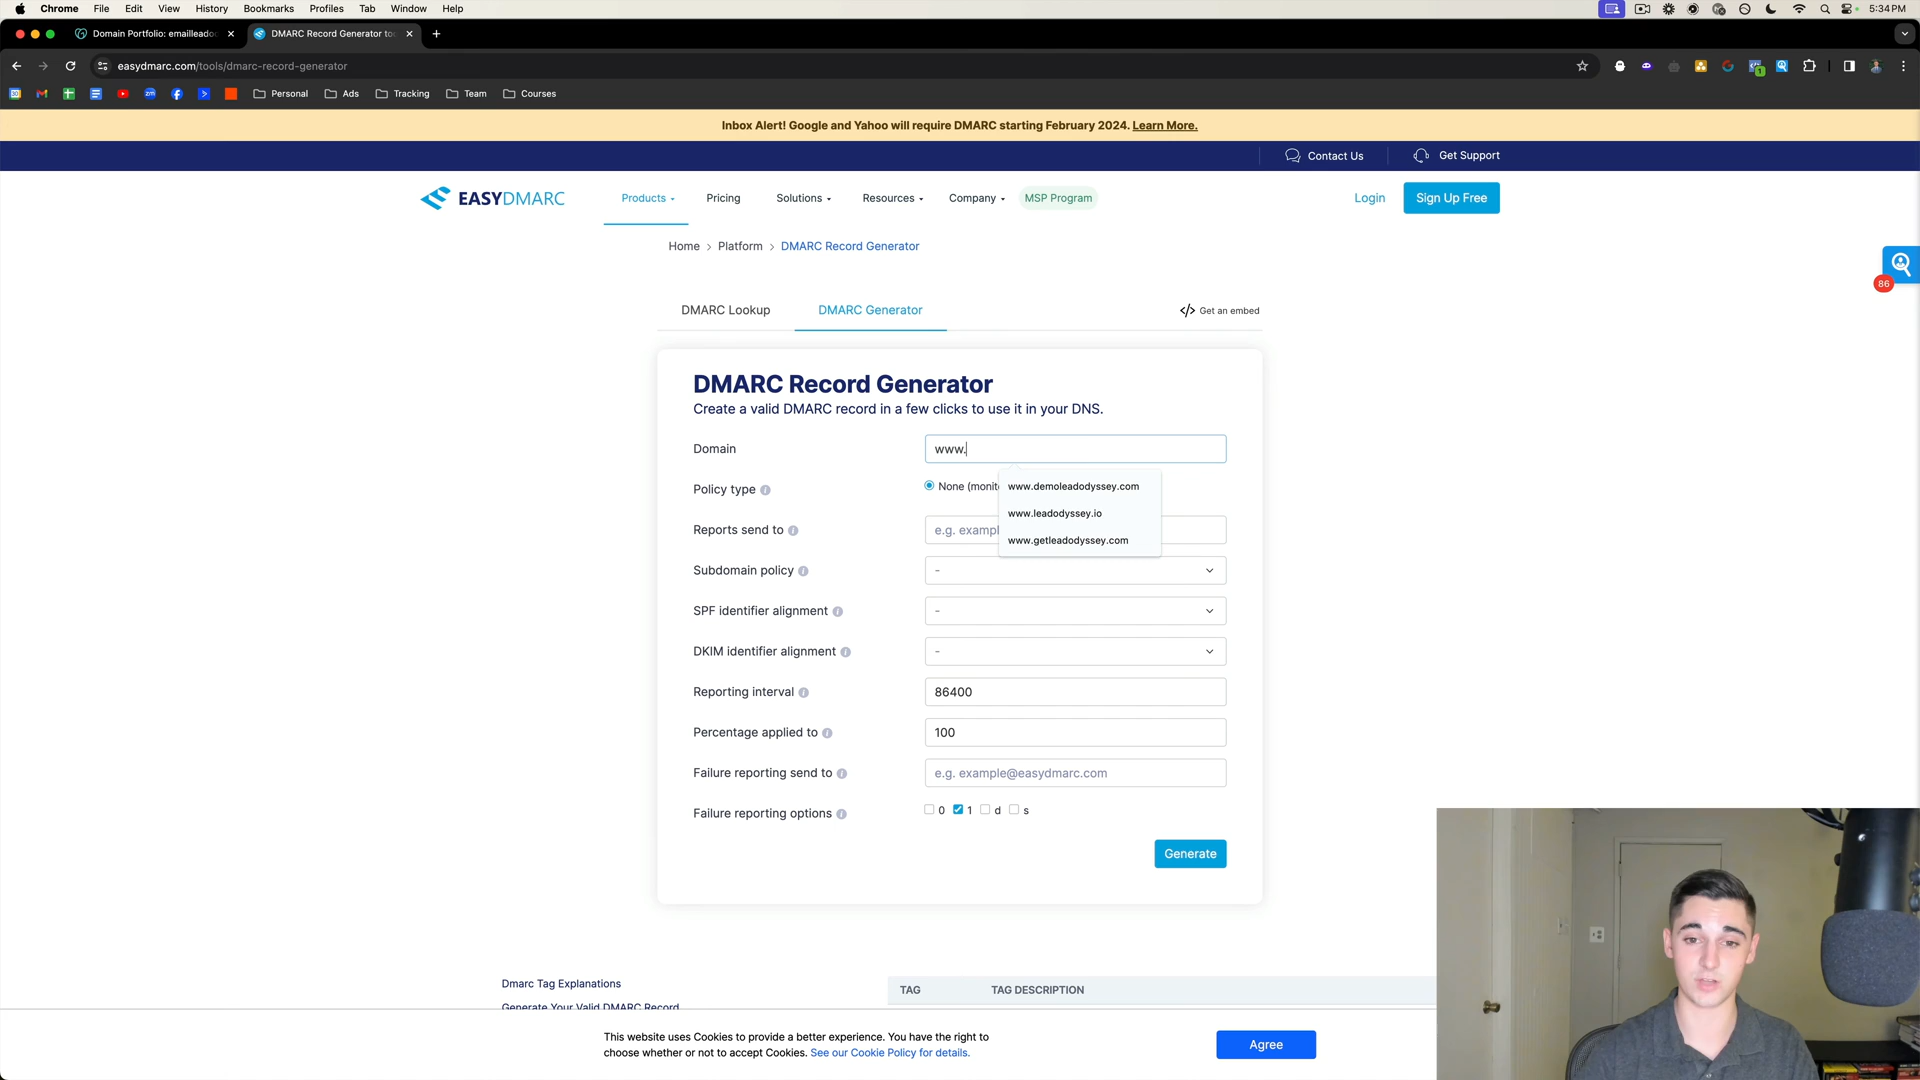 Chrome File Edit View History Bookmarks Profiles Tab Window Help 5:34 PM
Domain Portfolio: emailleado
DMARC Record Generator to
easydmarc.com/tools/dmarc-record-generator
Personal Ads Tracking Team Courses
Inbox Alert! Google and Yahoo will require DMARC starting February 2024. Learn More.
Contact Us Get Support
EASYDMARC Products Pricing Solutions Resources Company MSP Program Login Sign Up Free
Home > Platform > DMARC Record Generator
86
DMARC Lookup DMARC Generator </> Get an embed
DMARC Record Generator
Create a valid DMARC record in a few clicks to use it in your DNS.
Domain www.
Policy type None (monito
www.demoleadodyssey.com
www.leadodyssey.io
www.getleadodyssey.com
Reports send to e.g. exampl
Subdomain policy -
SPF identifier alignment -
DKIM identifier alignment -
Reporting interval 86400
Percentage applied to 100
Failure reporting send to e.g. example@easydmarc.com
Failure reporting options 0 1 d s
Generate
Dmarc Tag Explanations
Generate Your Valid DMARC Record
TAG TAG DESCRIPTION
This website uses Cookies to provide a better experience. You have the right to
choose whether or not to accept Cookies. See our Cookie Policy for details.
Agree